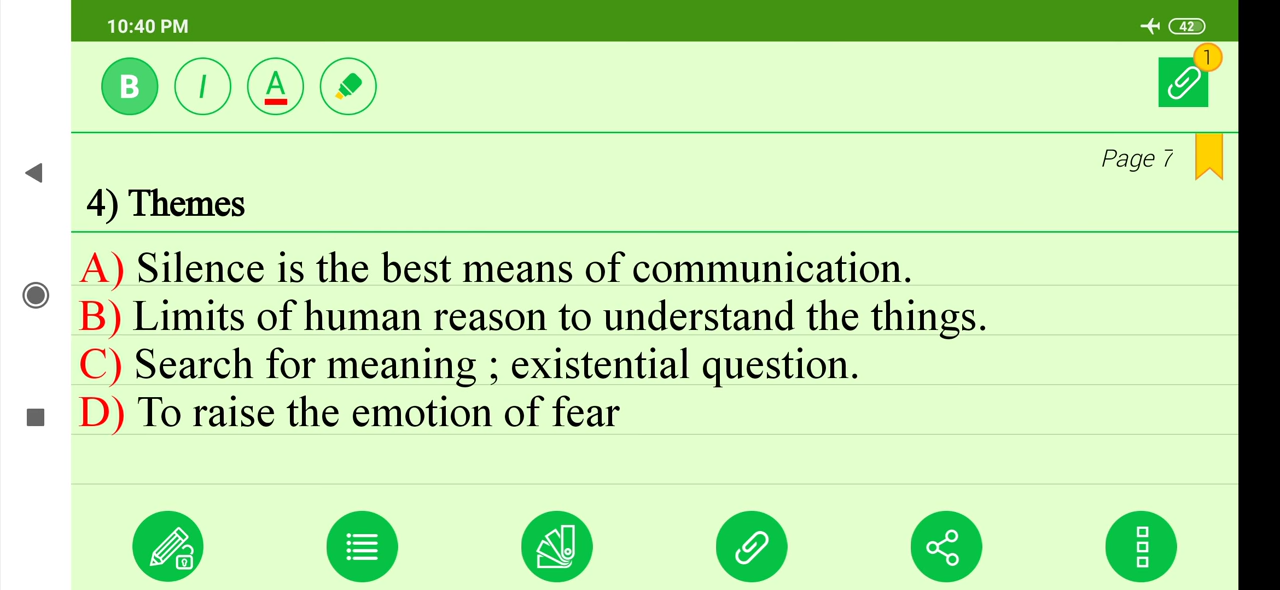 10:40 PM
42
B I A
1
Page 7
4) Themes
A) Silence is the best means of communication.
B) Limits of human reason to understand the things.
C) Search for meaning ; existential question.
D) To raise the emotion of fear